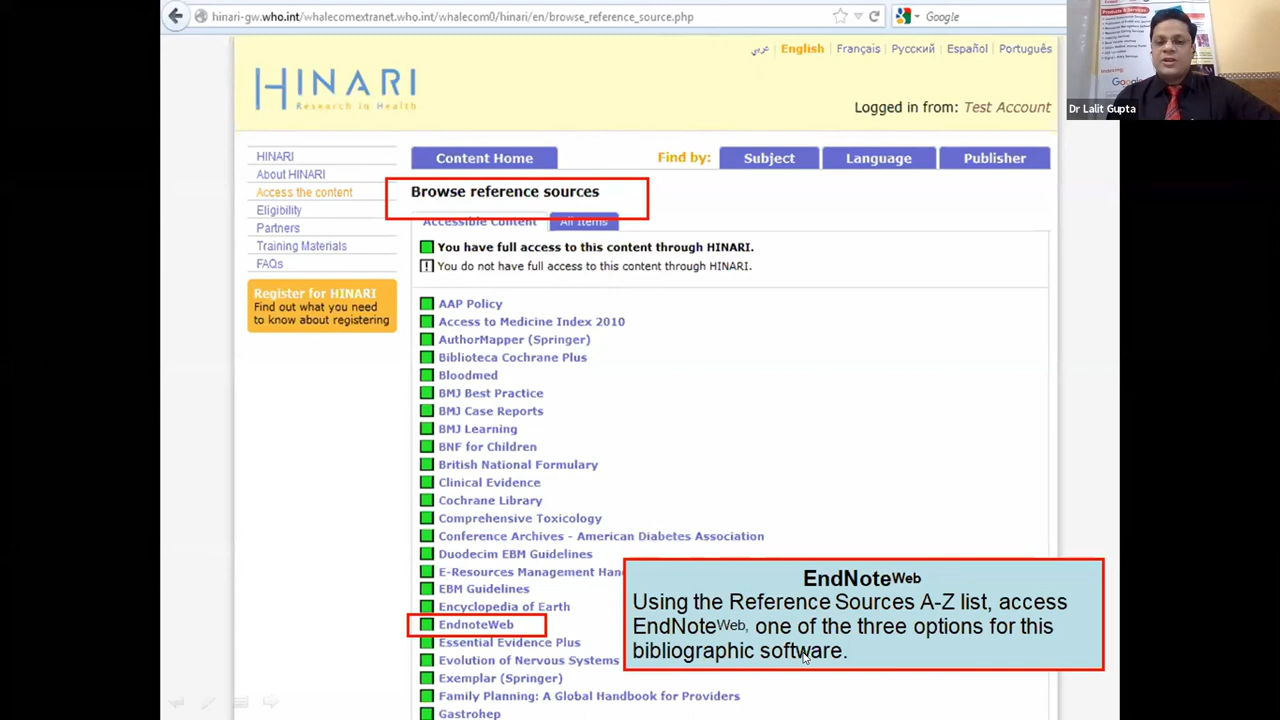 hinari-gw.who.int/whalecomextranet.who.int/whalecom0/hinari/en/browse_reference_source.php
Google
Dr Lalit Gupta
عربي English Français Русский Español Português
HINARI
Research in Health
Logged in from: Test Account
HINARI
About HINARI
Access the content
Eligibility
Partners
Training Materials
FAQs
Register for HINARI
Find out what you need
to know about registering
Content Home
Find by: Subject Language Publisher
Browse reference sources
Accessible Content All Items
You have full access to this content through HINARI.
! You do not have full access to this content through HINARI.
AAP Policy
Access to Medicine Index 2010
AuthorMapper (Springer)
Biblioteca Cochrane Plus
Bloodmed
BMJ Best Practice
BMJ Case Reports
BMJ Learning
BNF for Children
British National Formulary
Clinical Evidence
Cochrane Library
Comprehensive Toxicology
Conference Archives - American Diabetes Association
Duodecim EBM Guidelines
E-Resources Management Han
EBM Guidelines
Encyclopedia of Earth
EndnoteWeb
Essential Evidence Plus
Evolution of Nervous Systems
Exemplar (Springer)
Family Planning: A Global Handbook for Providers
Gastrohep
EndNoteWeb
Using the Reference Sources A-Z list, access
EndNoteWeb, one of the three options for this
bibliographic software.